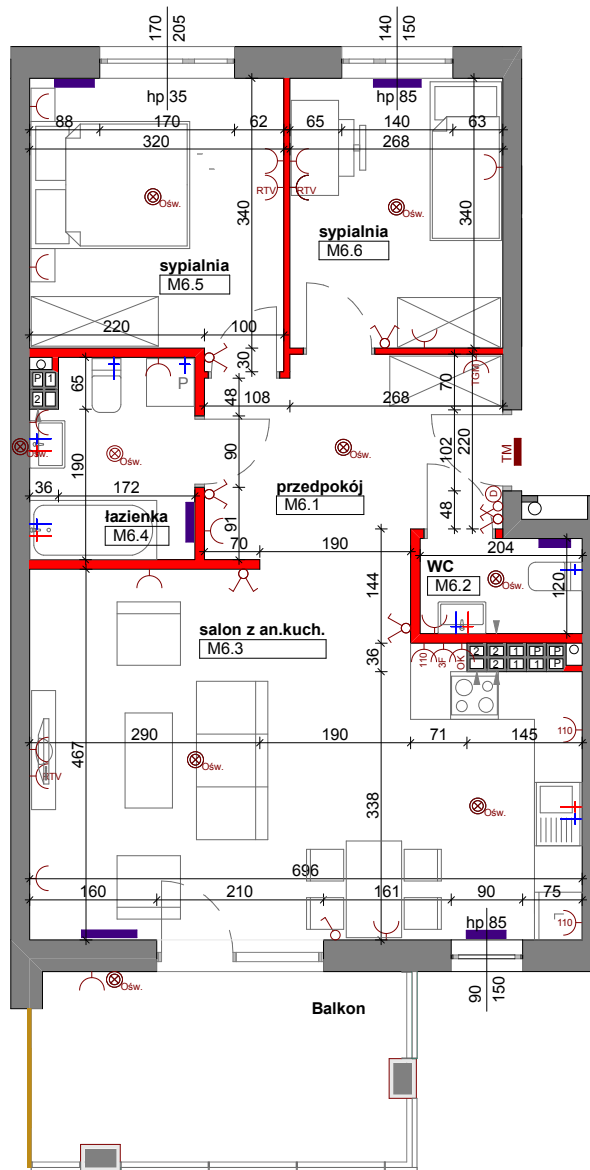 170
205
140
150
hp 35
hp 85
88
170
62
65
140
63
320
268
RTV
RTV
Ośw.
Ośw.
340
340
sypialnia
M6.5
sypialnia
M6.6
220
100
30
P
1
2
65
P
48
108
268
70
TGM
Ośw.
Ośw.
190
90
Ośw.
102
220
TM
36
172
przedpokój
M6.1
łazienka
M6.4
91
48
D
70
190
204
WC
M6.2
Ośw.
120
144
salon z an.kuch.
M6.3
36
110
3F
OK
2
2
1
P
P
2
2
1
1
P
290
190
71
145
110
467
RTV
Ośw.
338
Ośw.
696
160
210
161
90
75
hp 85
110
Ośw.
90
150
Balkon